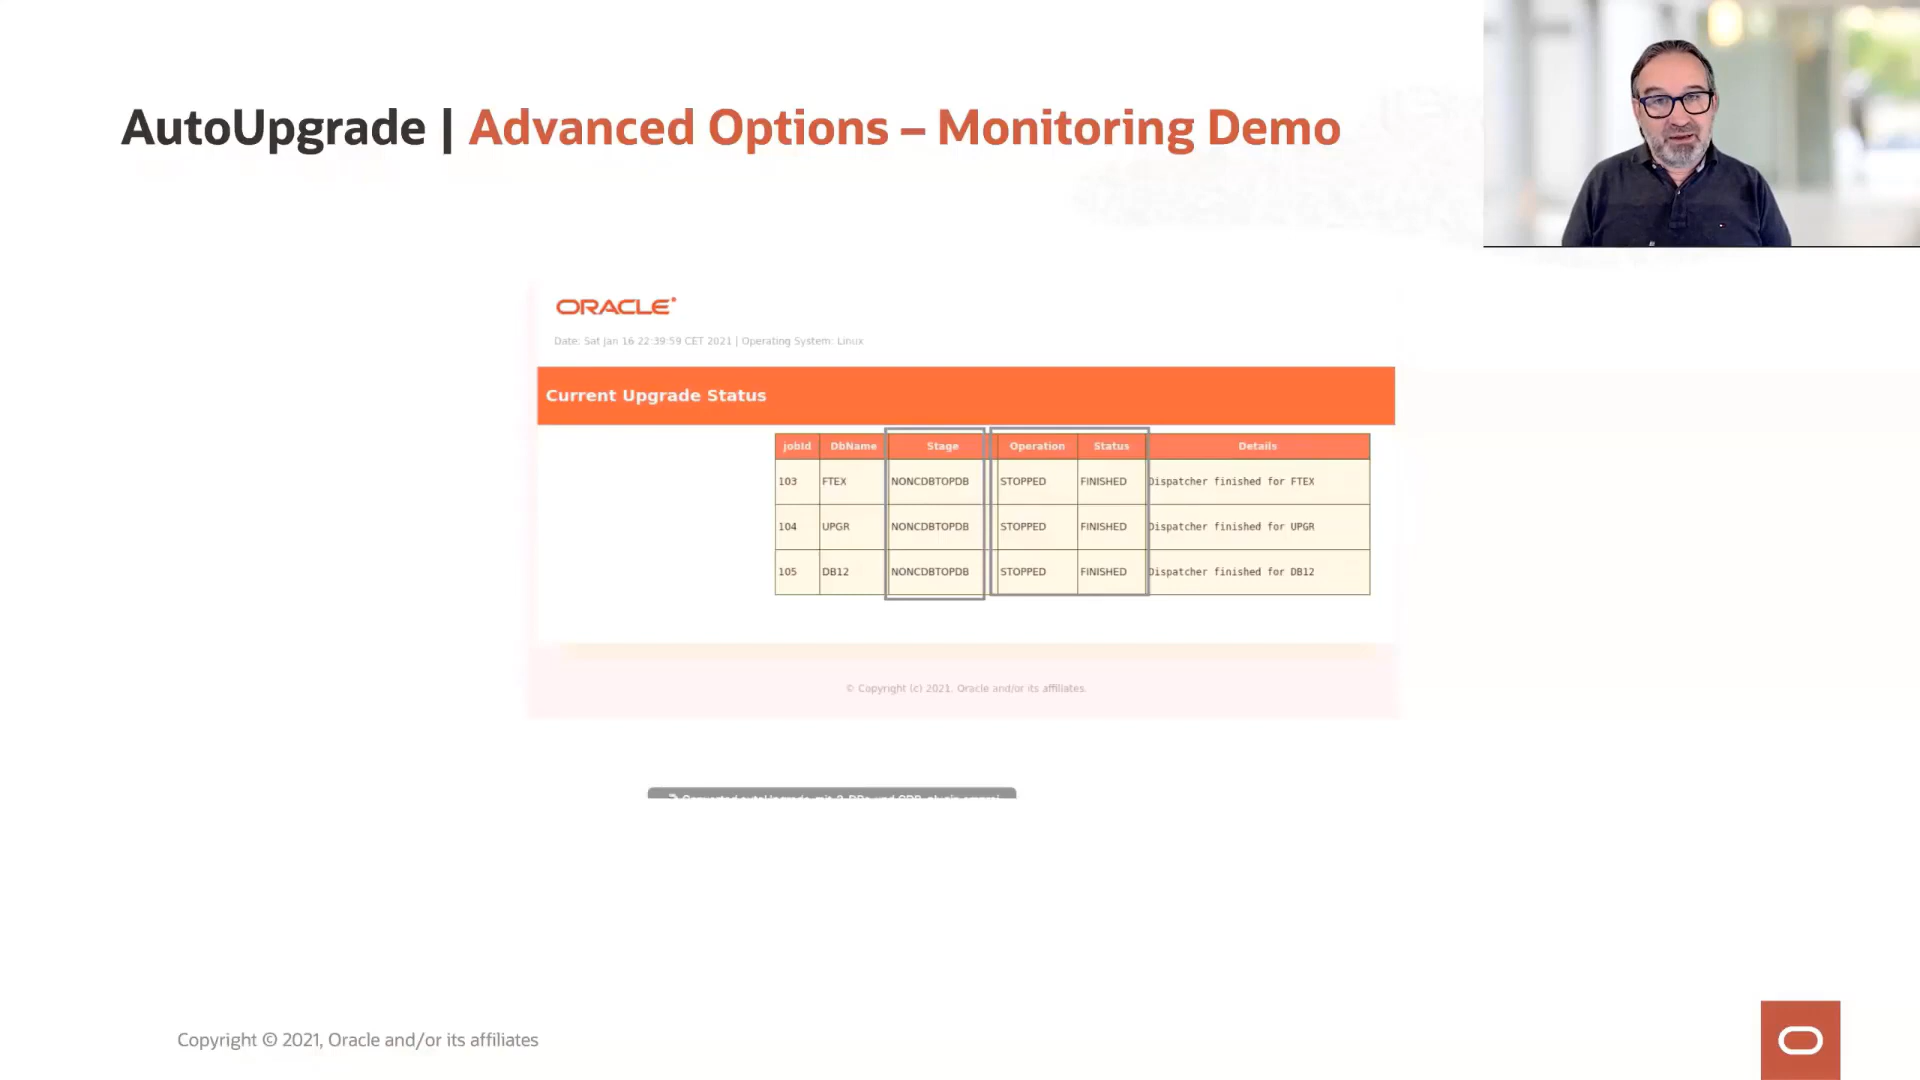 AutoUpgrade | Advanced Options – Monitoring Demo
ORACLE
Date: Sat Jan 16 22:39:59 CET 2021 | Operating System: Linux
Current Upgrade Status
jobId DbName Stage Operation Status Details
103 FTEX NONCDBTOPDB STOPPED FINISHED Dispatcher finished for FTEX
104 UPGR NONCDBTOPDB STOPPED FINISHED Dispatcher finished for UPGR
105 DB12 NONCDBTOPDB STOPPED FINISHED Dispatcher finished for DB12
© Copyright (c) 2021, Oracle and/or its affiliates.
Copyright © 2021, Oracle and/or its affiliates